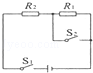 R₂ R₁
S₂
S₁